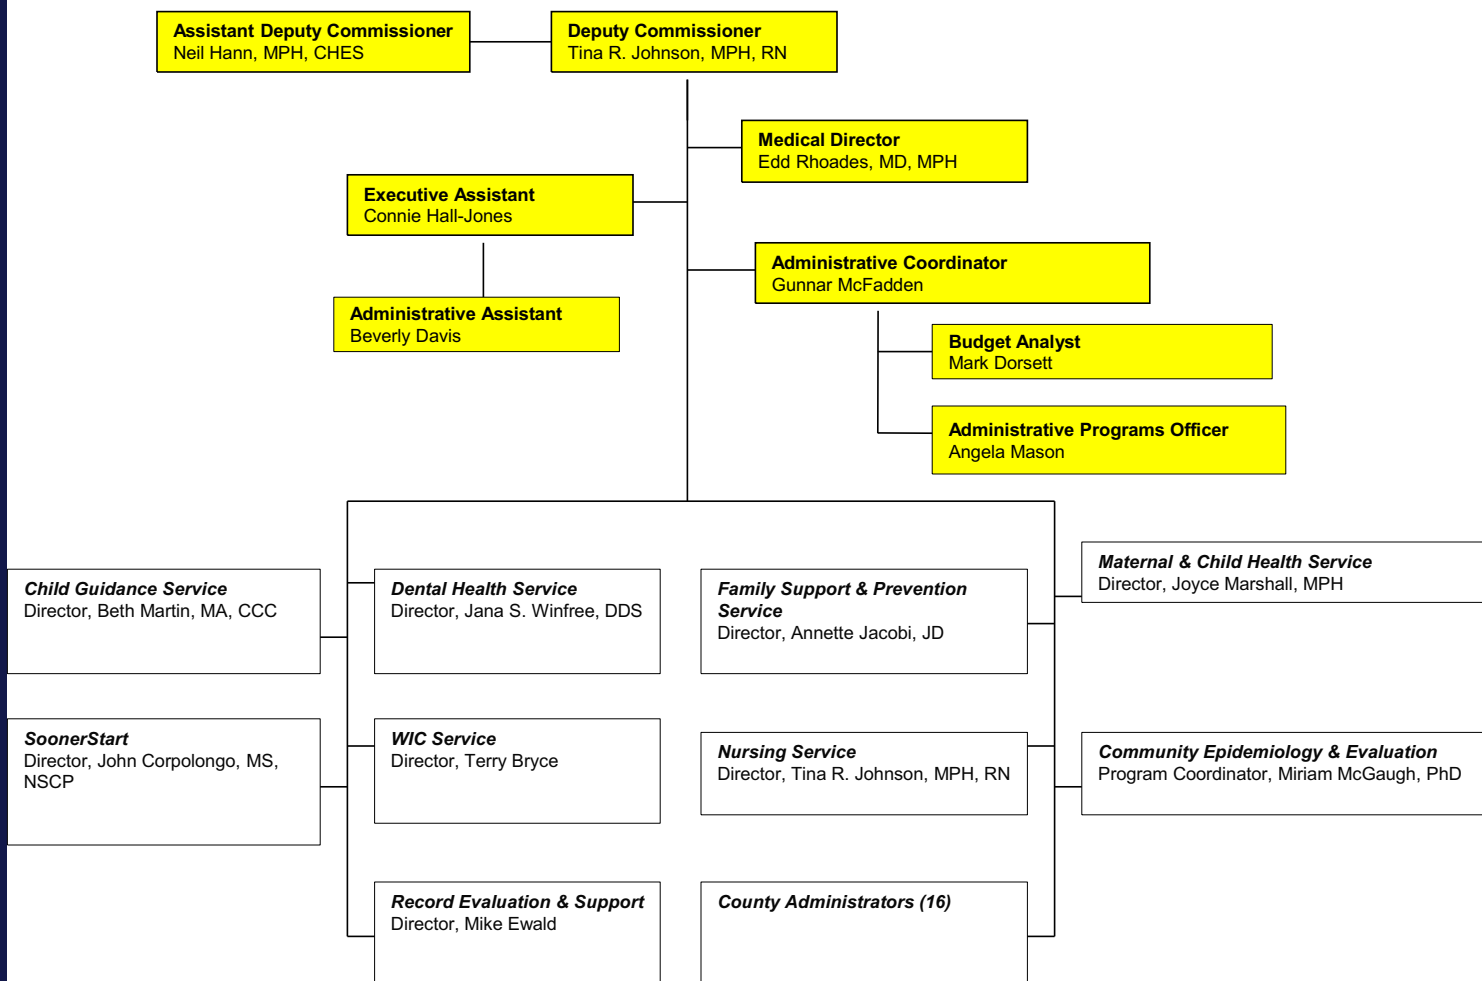 Assistant Deputy Commissioner
Neil Hann, MPH, CHES
Deputy Commissioner
Tina R. Johnson, MPH, RN
Medical Director
Edd Rhoades, MD, MPH
Executive Assistant
Connie Hall-Jones
Administrative Coordinator
Gunnar McFadden
Administrative Assistant
Beverly Davis
Budget Analyst
Mark Dorsett
Administrative Programs Officer
Angela Mason
Child Guidance Service
Director, Beth Martin, MA, CCC
Dental Health Service
Director, Jana S. Winfree, DDS
Family Support & Prevention
Service
Director, Annette Jacobi, JD
Maternal & Child Health Service
Director, Joyce Marshall, MPH
SoonerStart
Director, John Corpolongo, MS,
NSCP
WIC Service
Director, Terry Bryce
Nursing Service
Director, Tina R. Johnson, MPH, RN
Community Epidemiology & Evaluation
Program Coordinator, Miriam McGaugh, PhD
Record Evaluation & Support
Director, Mike Ewald
County Administrators (16)